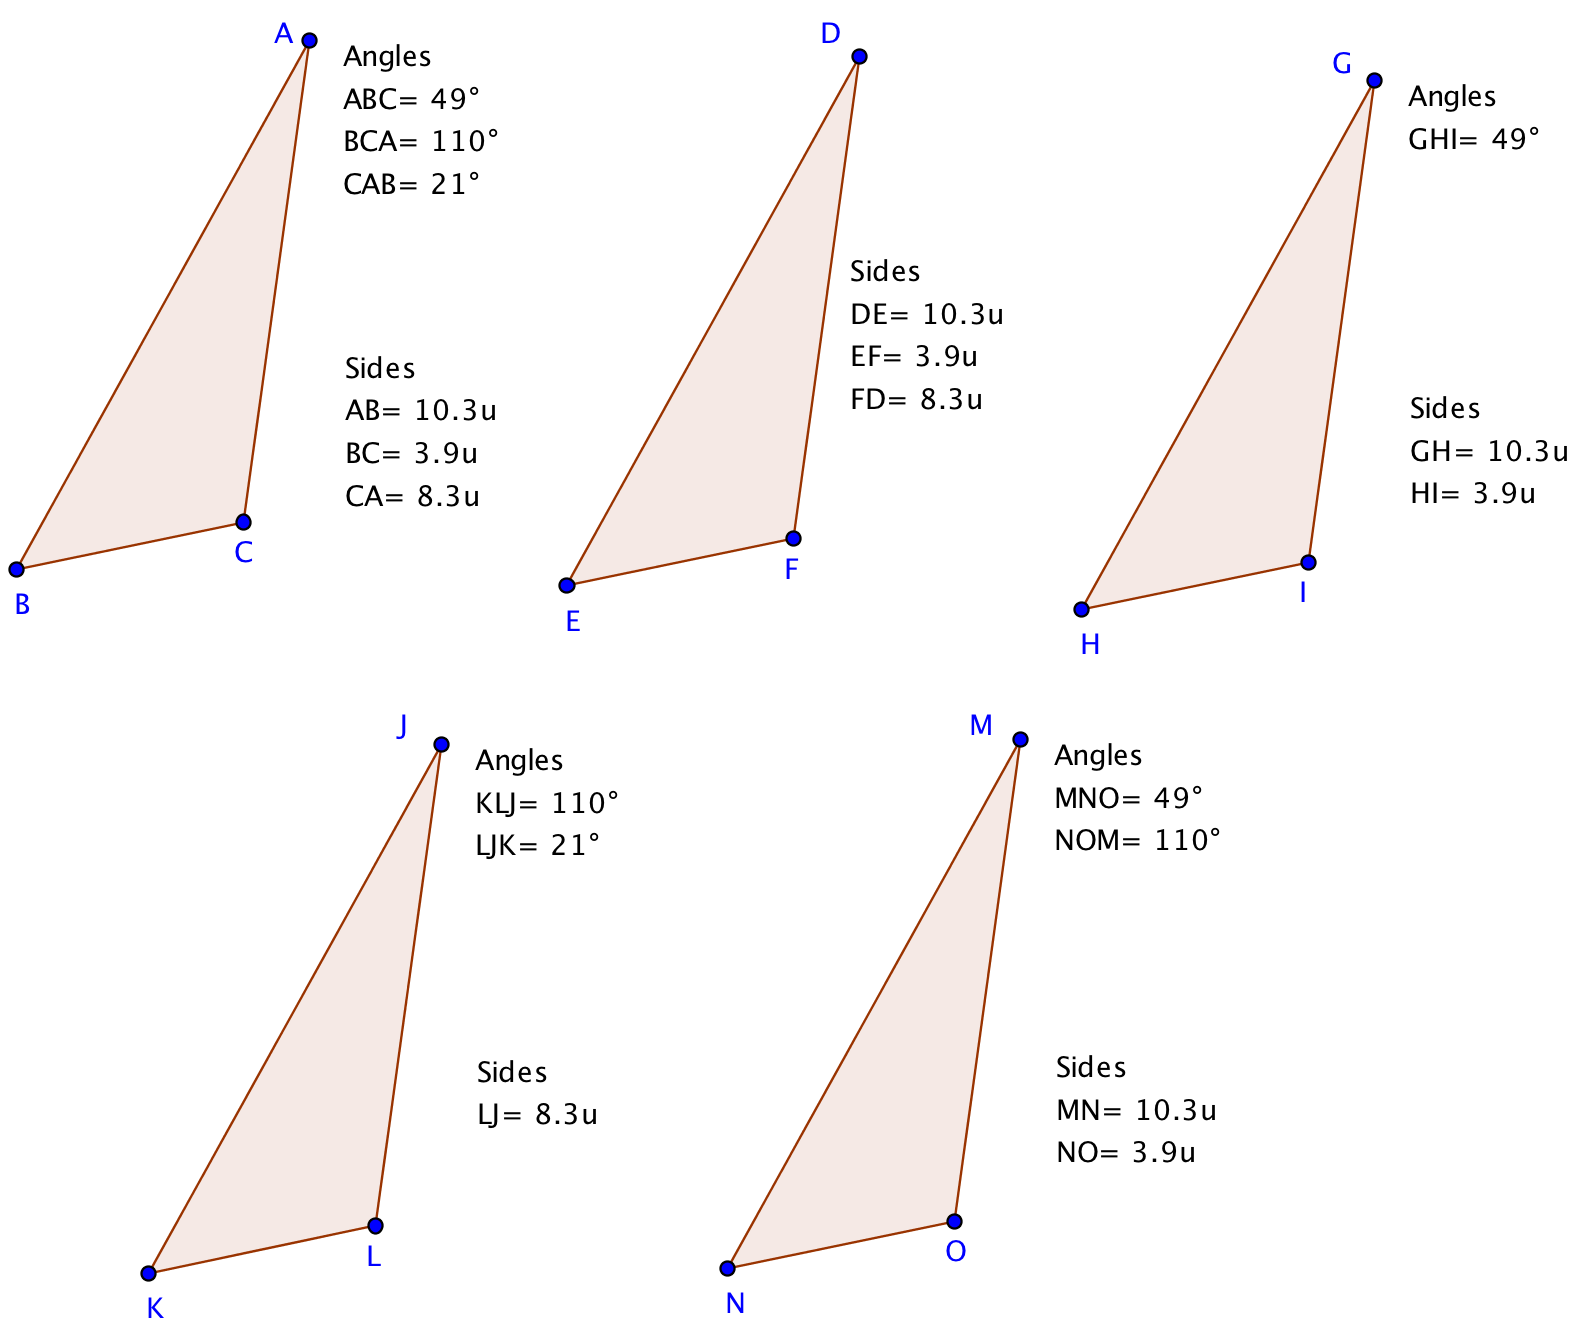 A
Angles
ABC= 49°
BCA= 110°
CAB= 21°
Sides
AB= 10.3u
BC= 3.9u
CA= 8.3u
C
B
D
Sides
DE= 10.3u
EF= 3.9u
FD= 8.3u
F
E
G
Angles
GHI= 49°
Sides
GH= 10.3u
HI= 3.9u
I
H
J
Angles
KLJ= 110°
LJK= 21°
Sides
LJ= 8.3u
L
K
M
Angles
MNO= 49°
NOM= 110°
Sides
MN= 10.3u
NO= 3.9u
O
N